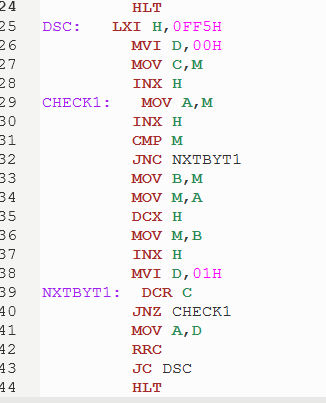 24 HLT
25 DSC: LXI H,0FF5H
26 MVI D,00H
27 MOV C,M
28 INX H
29 CHECK1: MOV A,M
30 INX H
31 CMP M
32 JNC NXTBYT1
33 MOV B,M
34 MOV M,A
35 DCX H
36 MOV M,B
37 INX H
38 MVI D,01H
39 NXTBYT1: DCR C
40 JNZ CHECK1
41 MOV A,D
42 RRC
43 JC DSC
44 HLT